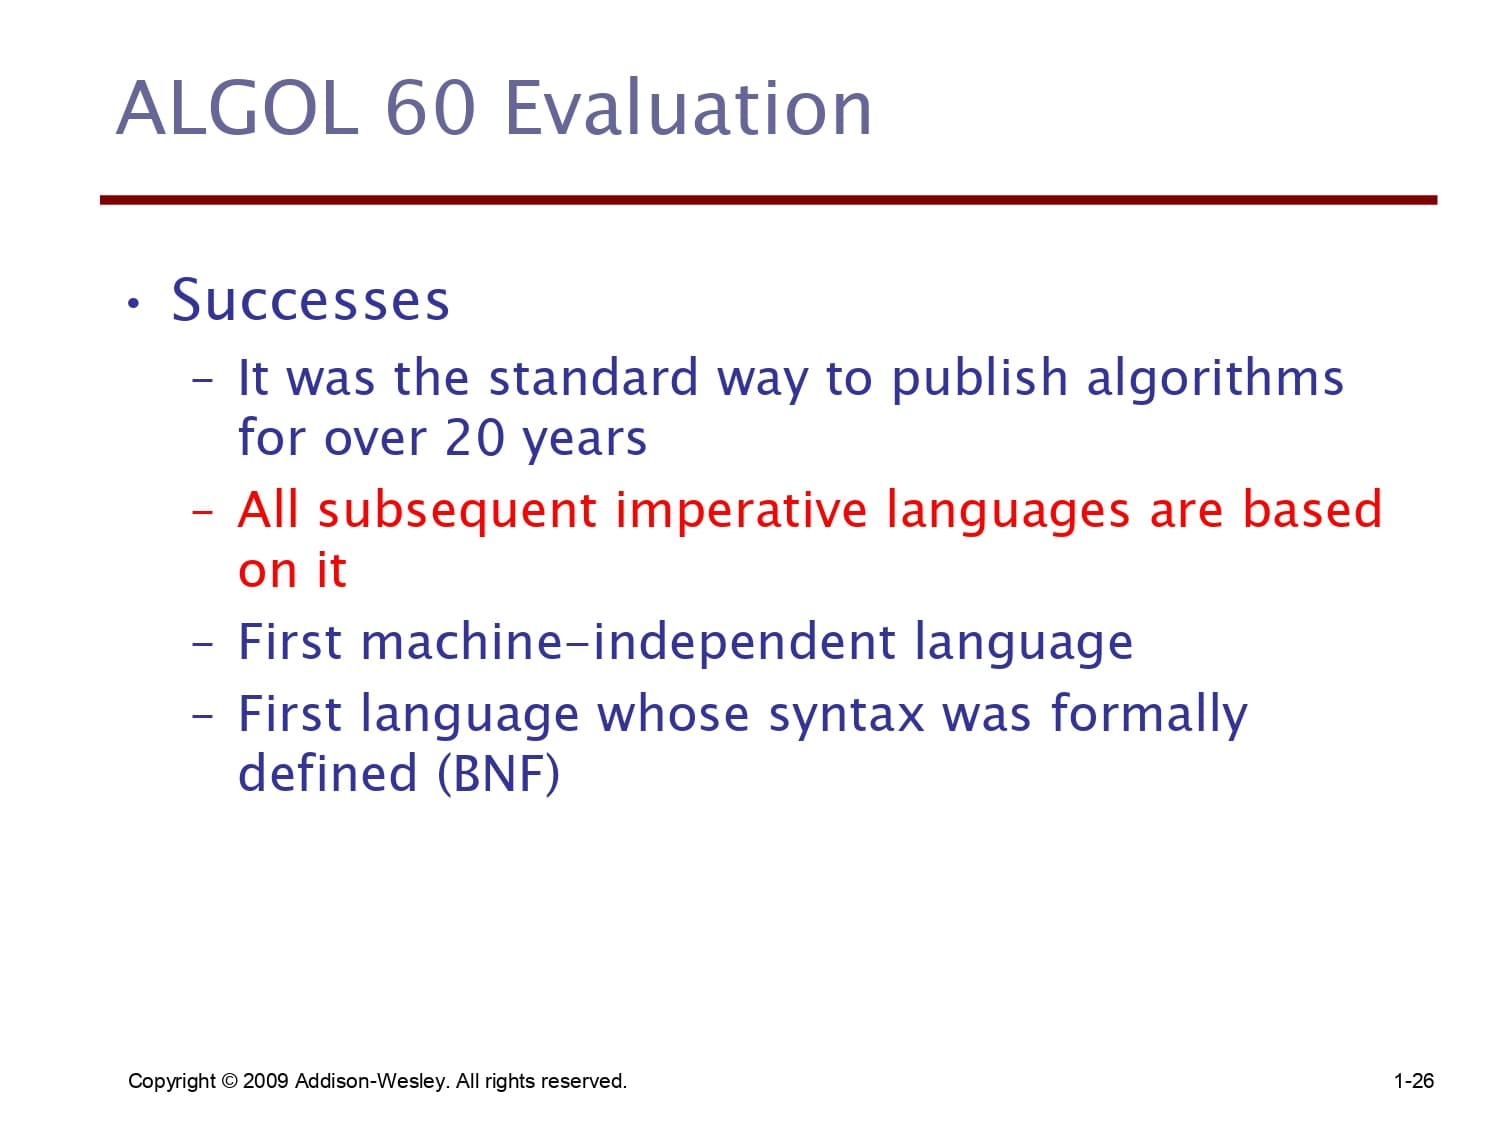 ALGOL 60 Evaluation
• Successes
– It was the standard way to publish algorithms
for over 20 years
– All subsequent imperative languages are based
on it
– First machine-independent language
– First language whose syntax was formally
defined (BNF)
Copyright © 2009 Addison-Wesley. All rights reserved.
1-26